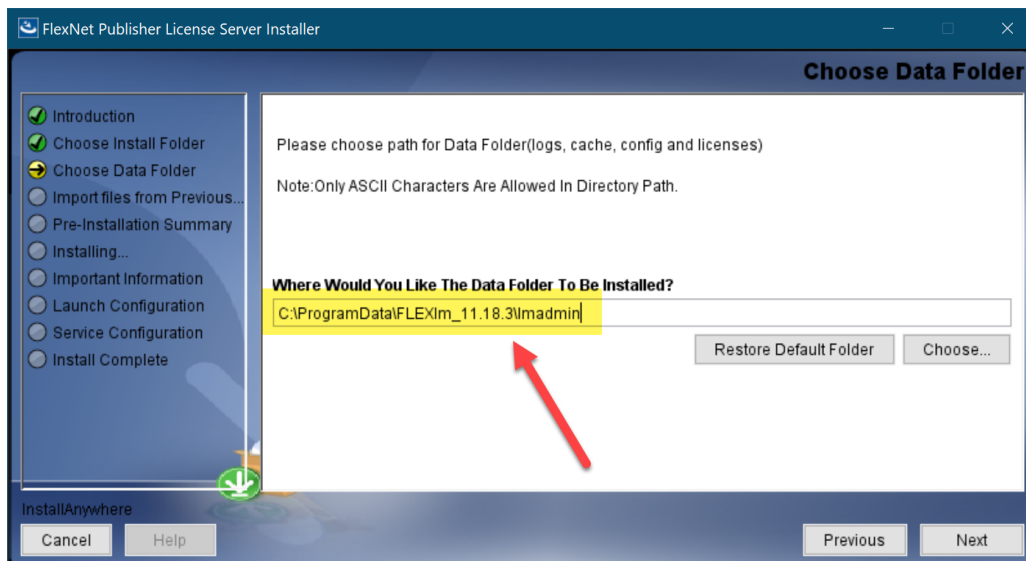 FlexNet Publisher License Server Installer
Choose Data Folder
Introduction
Choose Install Folder
Choose Data Folder
Import files from Previous...
Pre-Installation Summary
Installing...
Important Information
Launch Configuration
Service Configuration
Install Complete
Please choose path for Data Folder(logs, cache, config and licenses)
Note:Only ASCII Characters Are Allowed In Directory Path.
Where Would You Like The Data Folder To Be Installed?
C:\ProgramData\FLEXlm_11.18.3\lmadmin
Restore Default Folder
Choose...
InstallAnywhere
Cancel
Help
Previous
Next